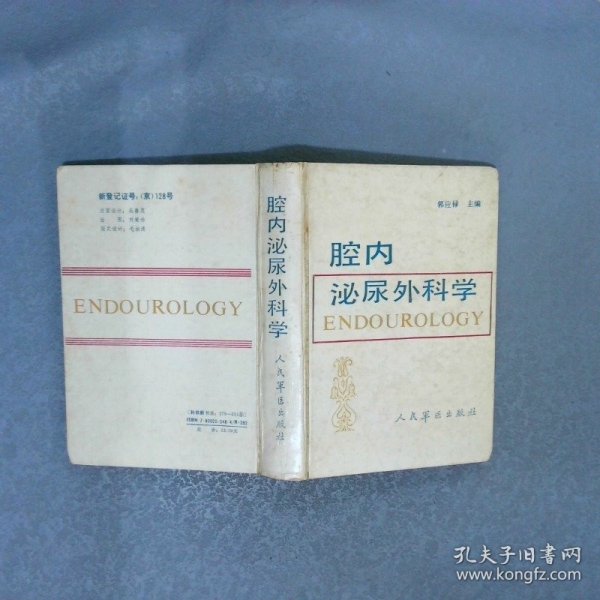 新登记证号：(京)128号
ENDOUROLOGY
腔内泌尿外科学
人民军医出版社
郭应禄 主编
腔内
泌尿外科学
ENDOUROLOGY
人民军医出版社
孔夫子旧书网
www.kongfz.com